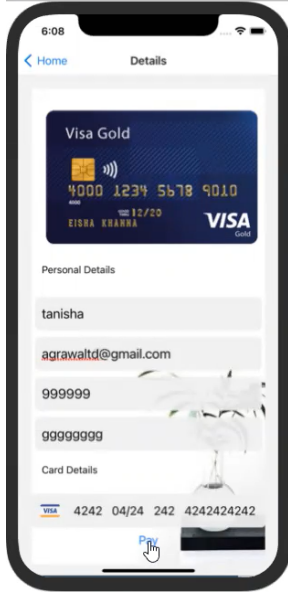 6:08
Home Details
Visa Gold
4000 1234 5678 9010
4000
12/20
EISHA KHANNA VISA
Gold
Personal Details
tanisha
agrawaltd@gmail.com
999999
gggggggg
Card Details
VISA 4242 04/24 242 4242424242
Pay